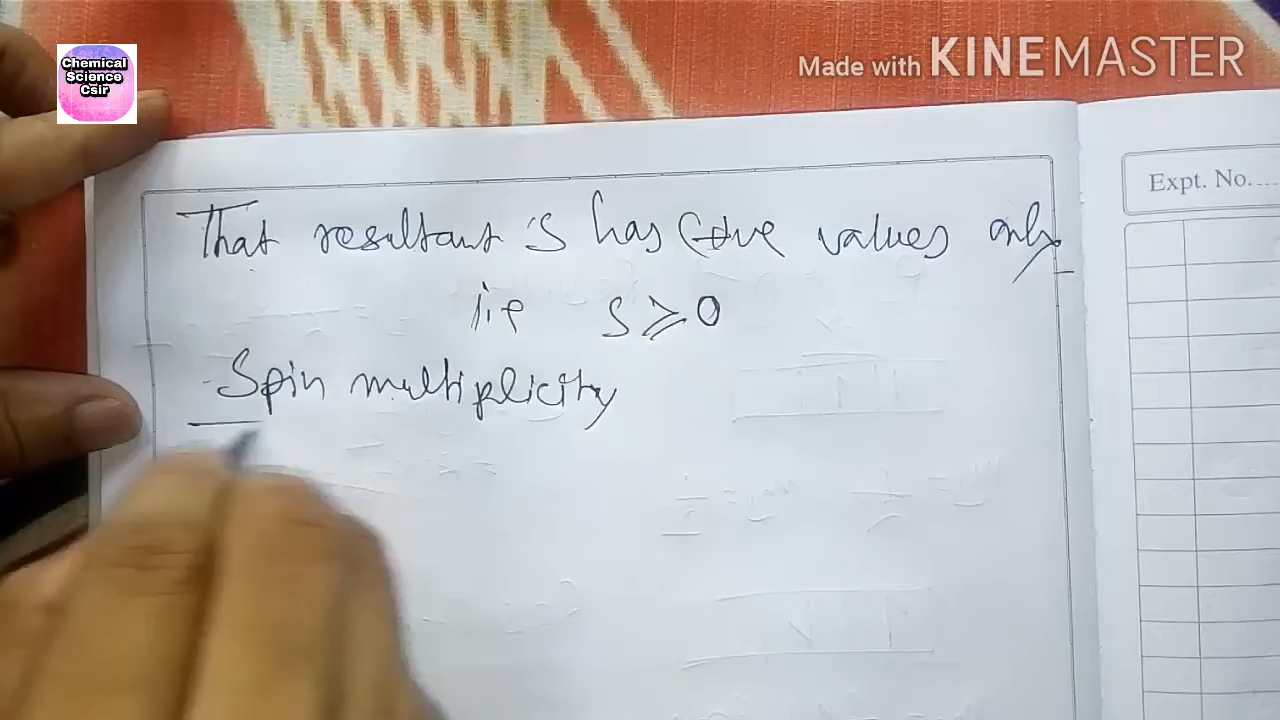 Chemical
Science
Csir
Made with KINEMASTER
Expt. No....
That resultant S has (+)ve values only
i.e S ⩾ 0
Spin multiplicity